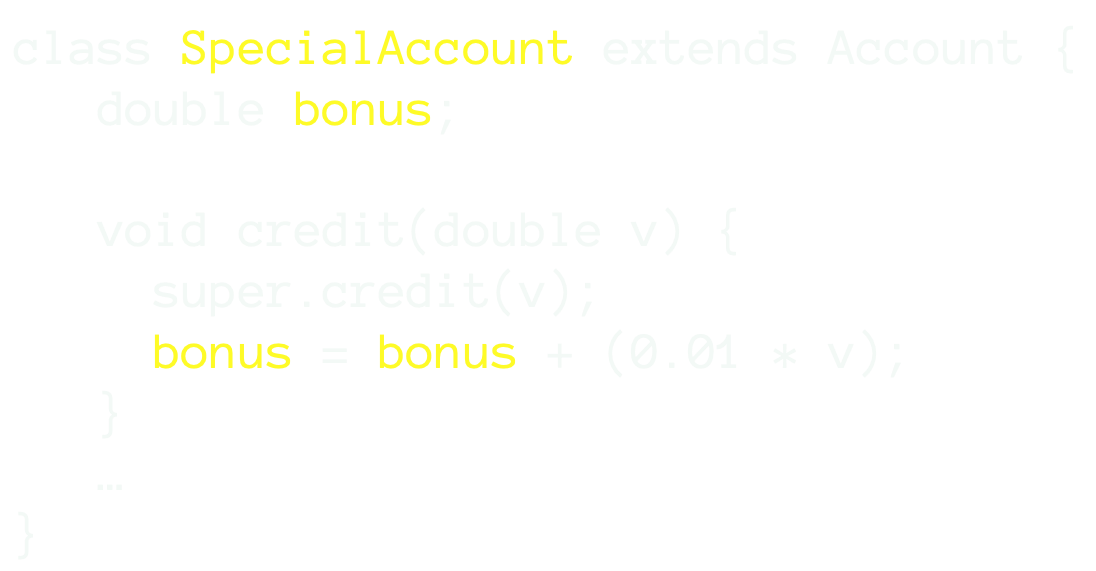 class SpecialAccount extends Account {
double bonus;
void credit(double v) {
super.credit(v);
bonus = bonus + (0.01 * v);
}
…
}